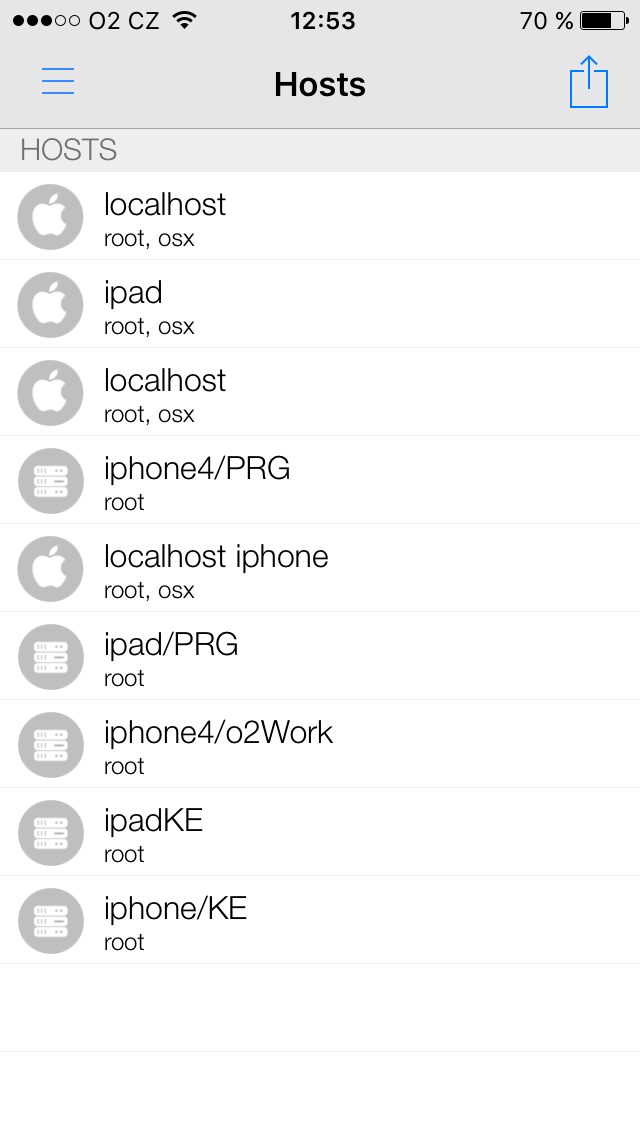 O2 CZ 12:53 70 %
Hosts
HOSTS
localhost
root, osx
ipad
root, osx
localhost
root, osx
iphone4/PRG
root
localhost iphone
root, osx
ipad/PRG
root
iphone4/o2Work
root
ipadKE
root
iphone/KE
root